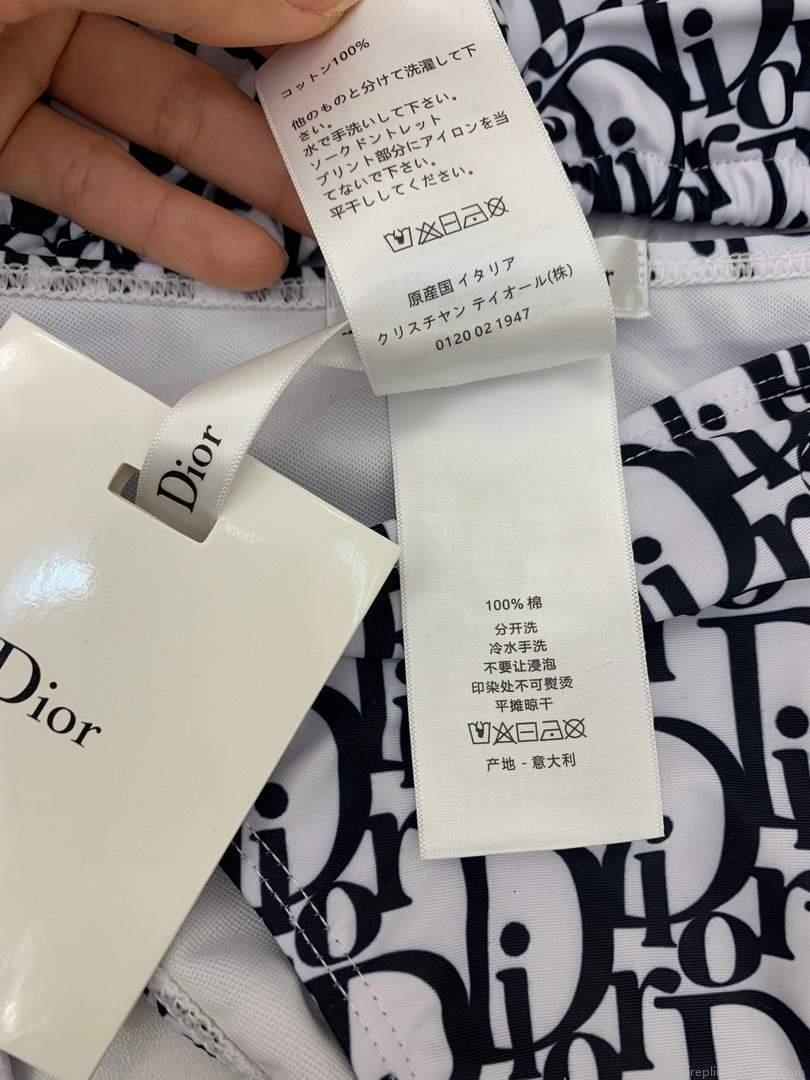 コットン100%
他のものと分けて洗濯して下
さい。
水で手洗いして下さい。
ソーク ドントレット
プリント部分にアイロンを当
てないで下さい。
平干ししてください。
原産国 イタリア
クリスチャン テイオール(株)
0120 02 1947
Dior
Dior
100% 棉
分开洗
冷水手洗
不要让浸泡
印染处不可熨烫
平摊晾干
产地 - 意大利
Dior
Dior
Dior
Dior